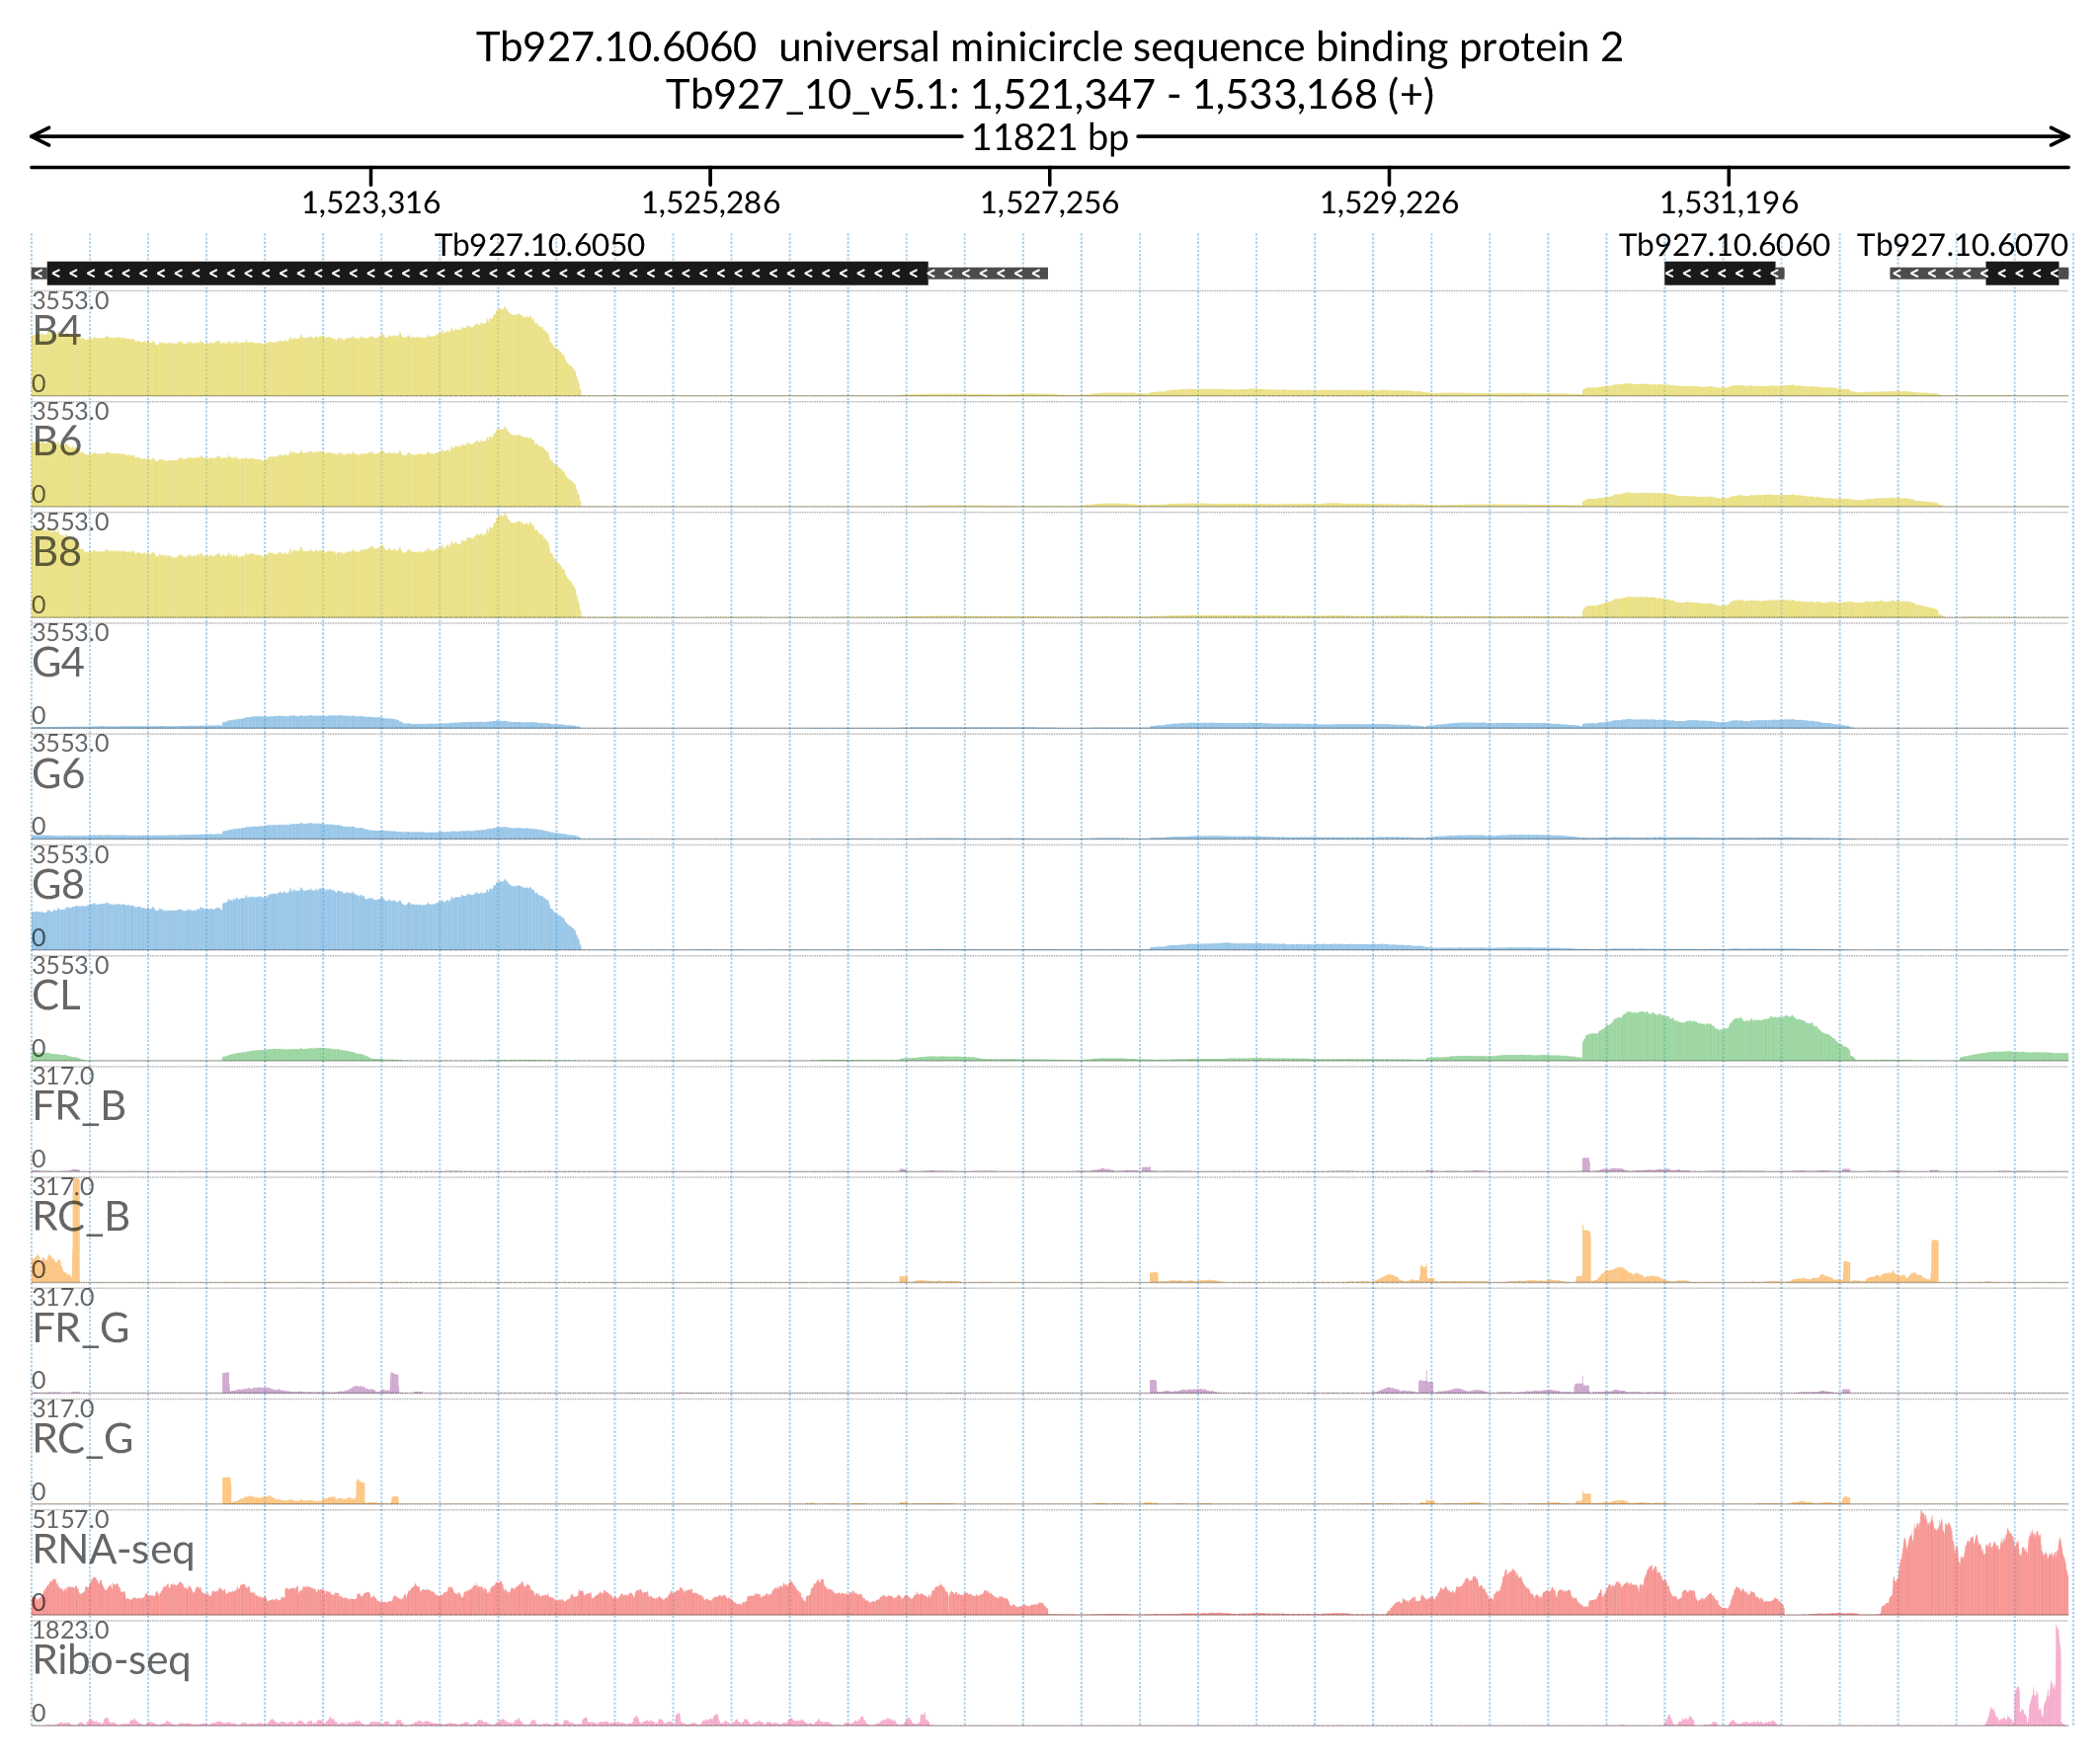 Tb927.10.6060 universal minicircle sequence binding protein 2
Tb927_10_v5.1: 1,521,347 - 1,533,168 (+)
11821 bp
1,523,316 1,525,286 1,527,256 1,529,226 1,531,196
Tb927.10.6050 Tb927.10.6060 Tb927.10.6070
3553.0
B4
0
3553.0
B6
0
3553.0
B8
0
3553.0
G4
0
3553.0
G6
0
3553.0
G8
0
3553.0
CL
0
317.0
FR_B
0
317.0
RC_B
0
317.0
FR_G
0
317.0
RC_G
0
5157.0
RNA-seq
0
1823.0
Ribo-seq
0